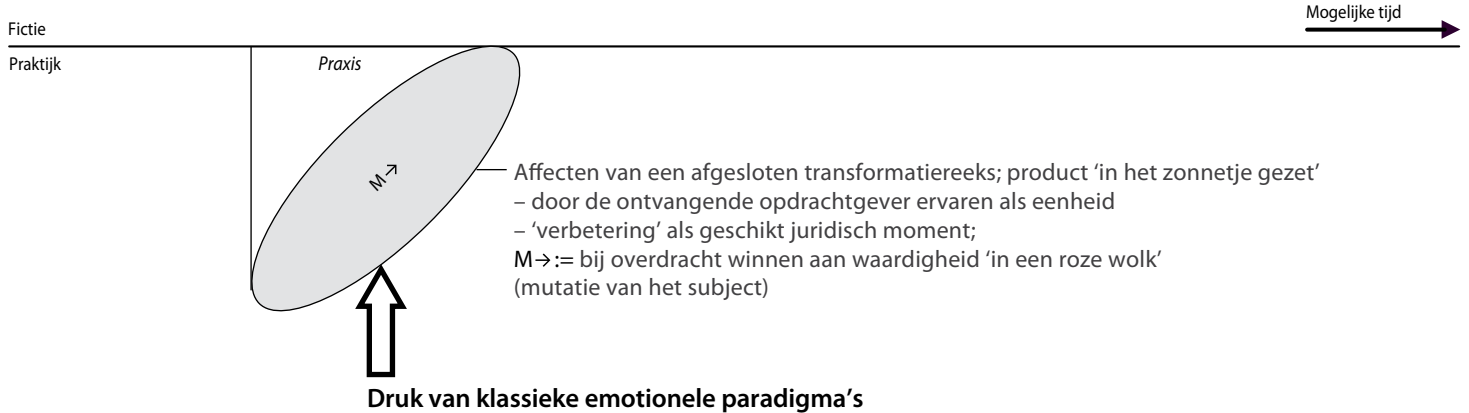 Mogelijke tijd
Fictie
Praktijk
Praxis
M→
Affecten van een afgesloten transformatiereeks; product ‘in het zonnetje gezet’
– door de ontvangende opdrachtgever ervaren als eenheid
– ‘verbetering’ als geschikt juridisch moment;
M→:= bij overdracht winnen aan waardigheid ‘in een roze wolk’
(mutatie van het subject)
Druk van klassieke emotionele paradigma’s